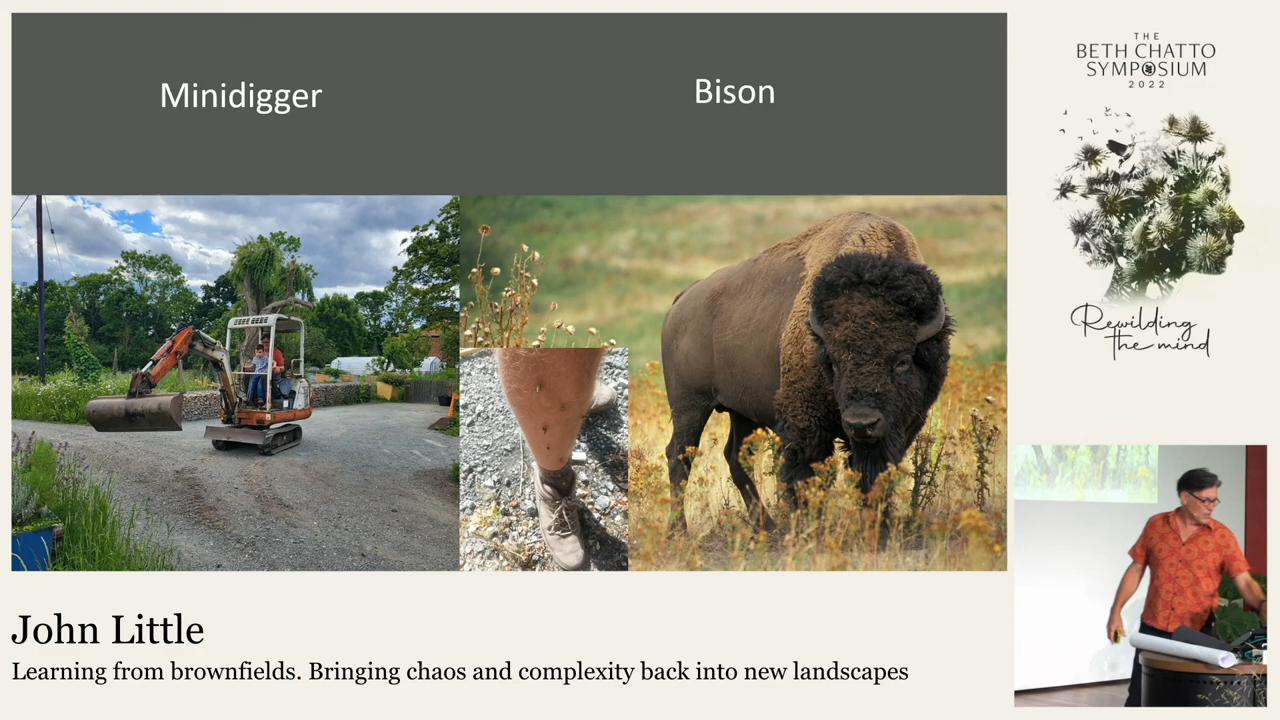 Minidigger
Bison
THE
BETH CHATTO
SYMPOSIUM
2022
Rewilding
the mind
John Little
Learning from brownfields. Bringing chaos and complexity back into new landscapes